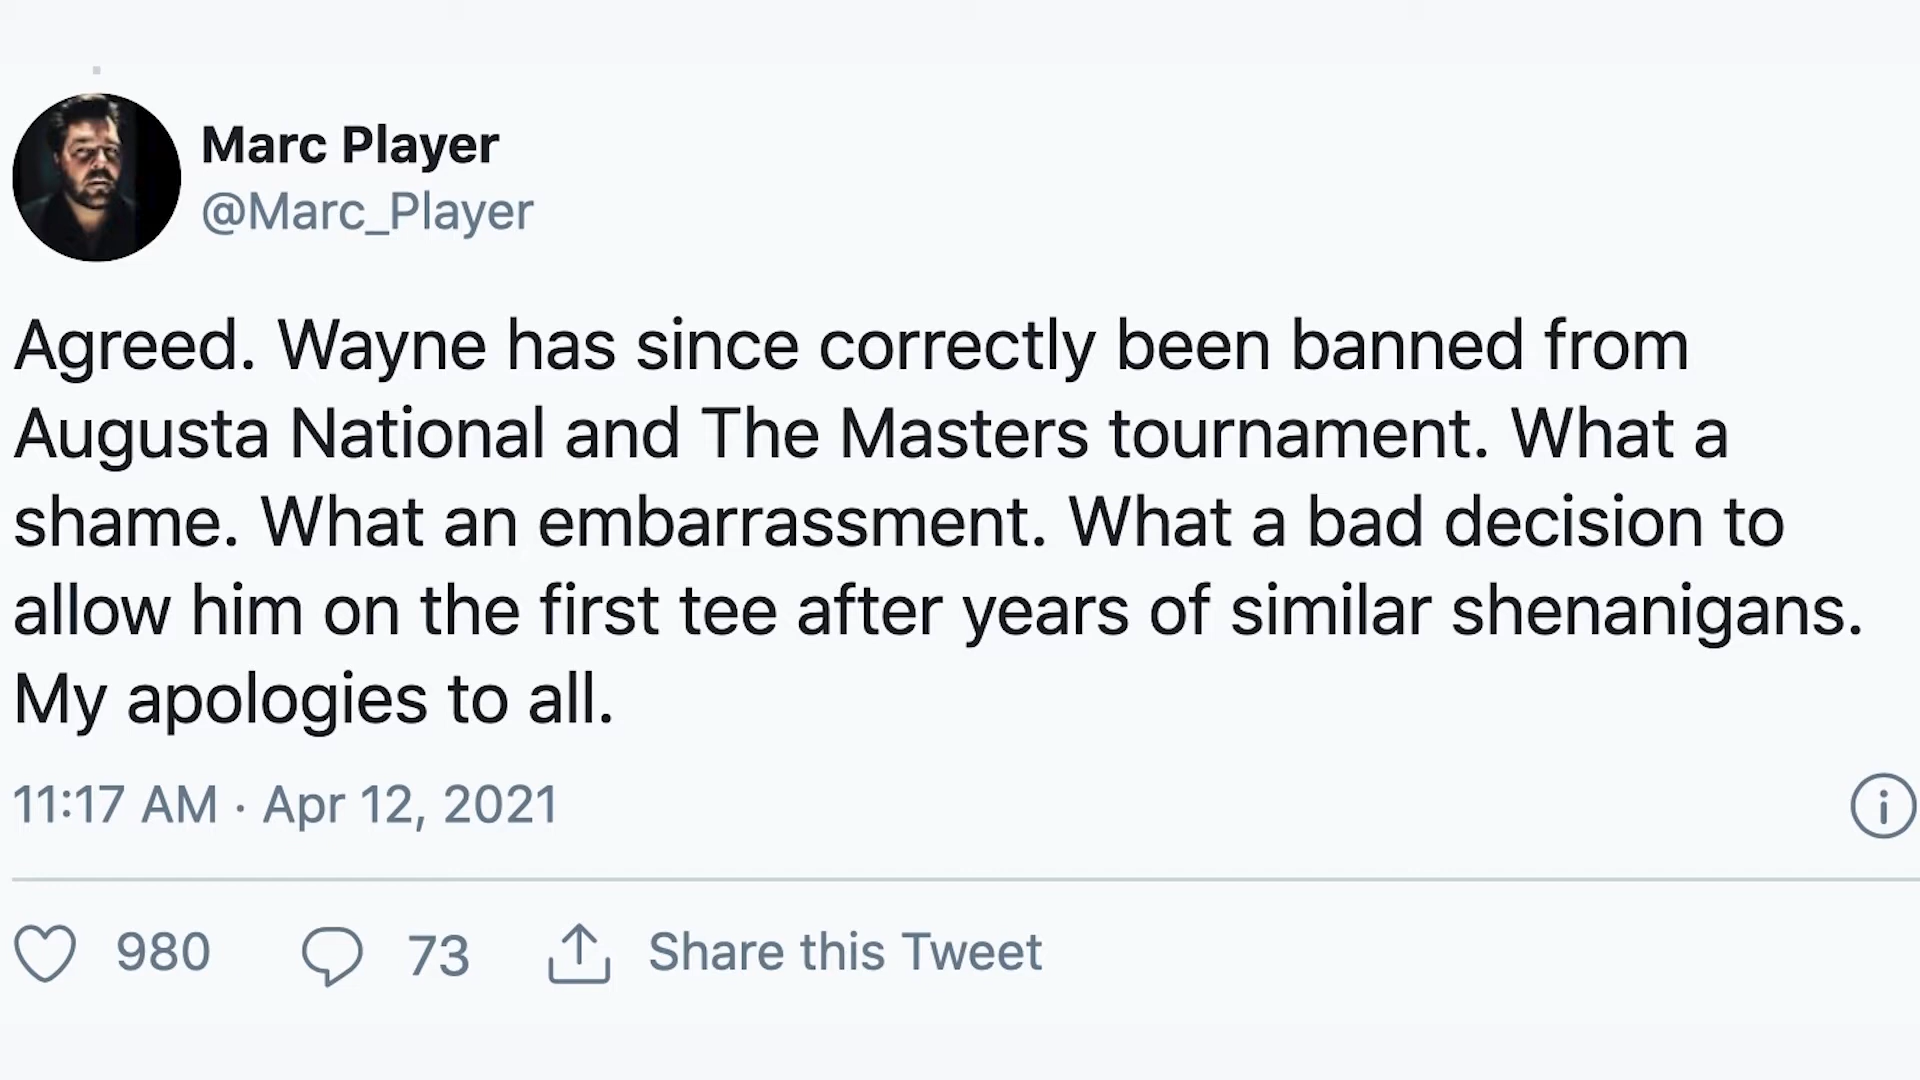 Marc Player
@Marc_Player
Agreed. Wayne has since correctly been banned from
Augusta National and The Masters tournament. What a
shame. What an embarrassment. What a bad decision to
allow him on the first tee after years of similar shenanigans.
My apologies to all.
11:17 AM · Apr 12, 2021
980 73 Share this Tweet